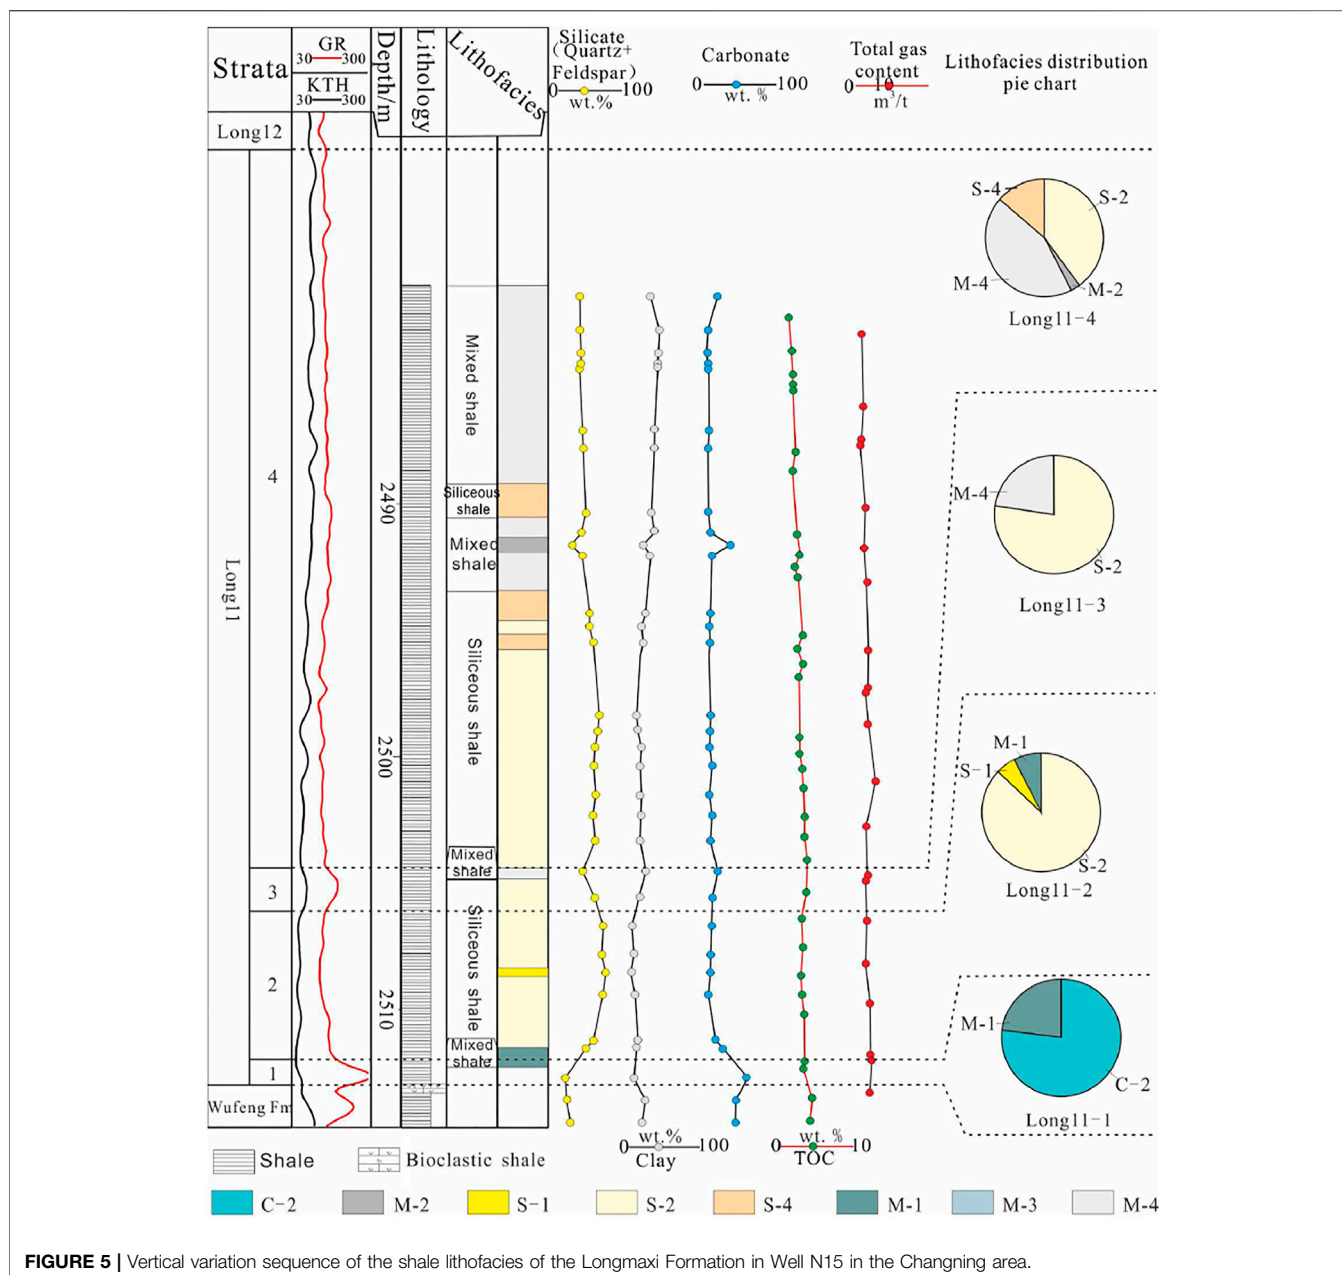 Strata
GR
30 300
KTH
30 300
Depth/m
Lithology
Lithofacies
Silicate
(Quartz+
Feldspar)
0 100
wt.%
Carbonate
0 100
wt. %
Total gas
content
0 10
m³/t
Lithofacies distribution
pie chart
Long12
Long11
4
3
2
1
Wufeng Fm
2490
2500
2510
Mixed shale
Siliceous
shale
Mixed
shale
Siliceous shale
Mixed
shale
Siliceous shale
Mixed
shale
S-4
S-2
M-4
M-2
Long11-4
M-4
S-2
Long11-3
M-1
S-1
S-2
Long11-2
M-1
C-2
Long11-1
wt.%
0 100
Clay
wt. %
0 10
TOC
Shale
Bioclastic shale
C-2
M-2
S-1
S-2
S-4
M-1
M-3
M-4
FIGURE 5 | Vertical variation sequence of the shale lithofacies of the Longmaxi Formation in Well N15 in the Changning area.